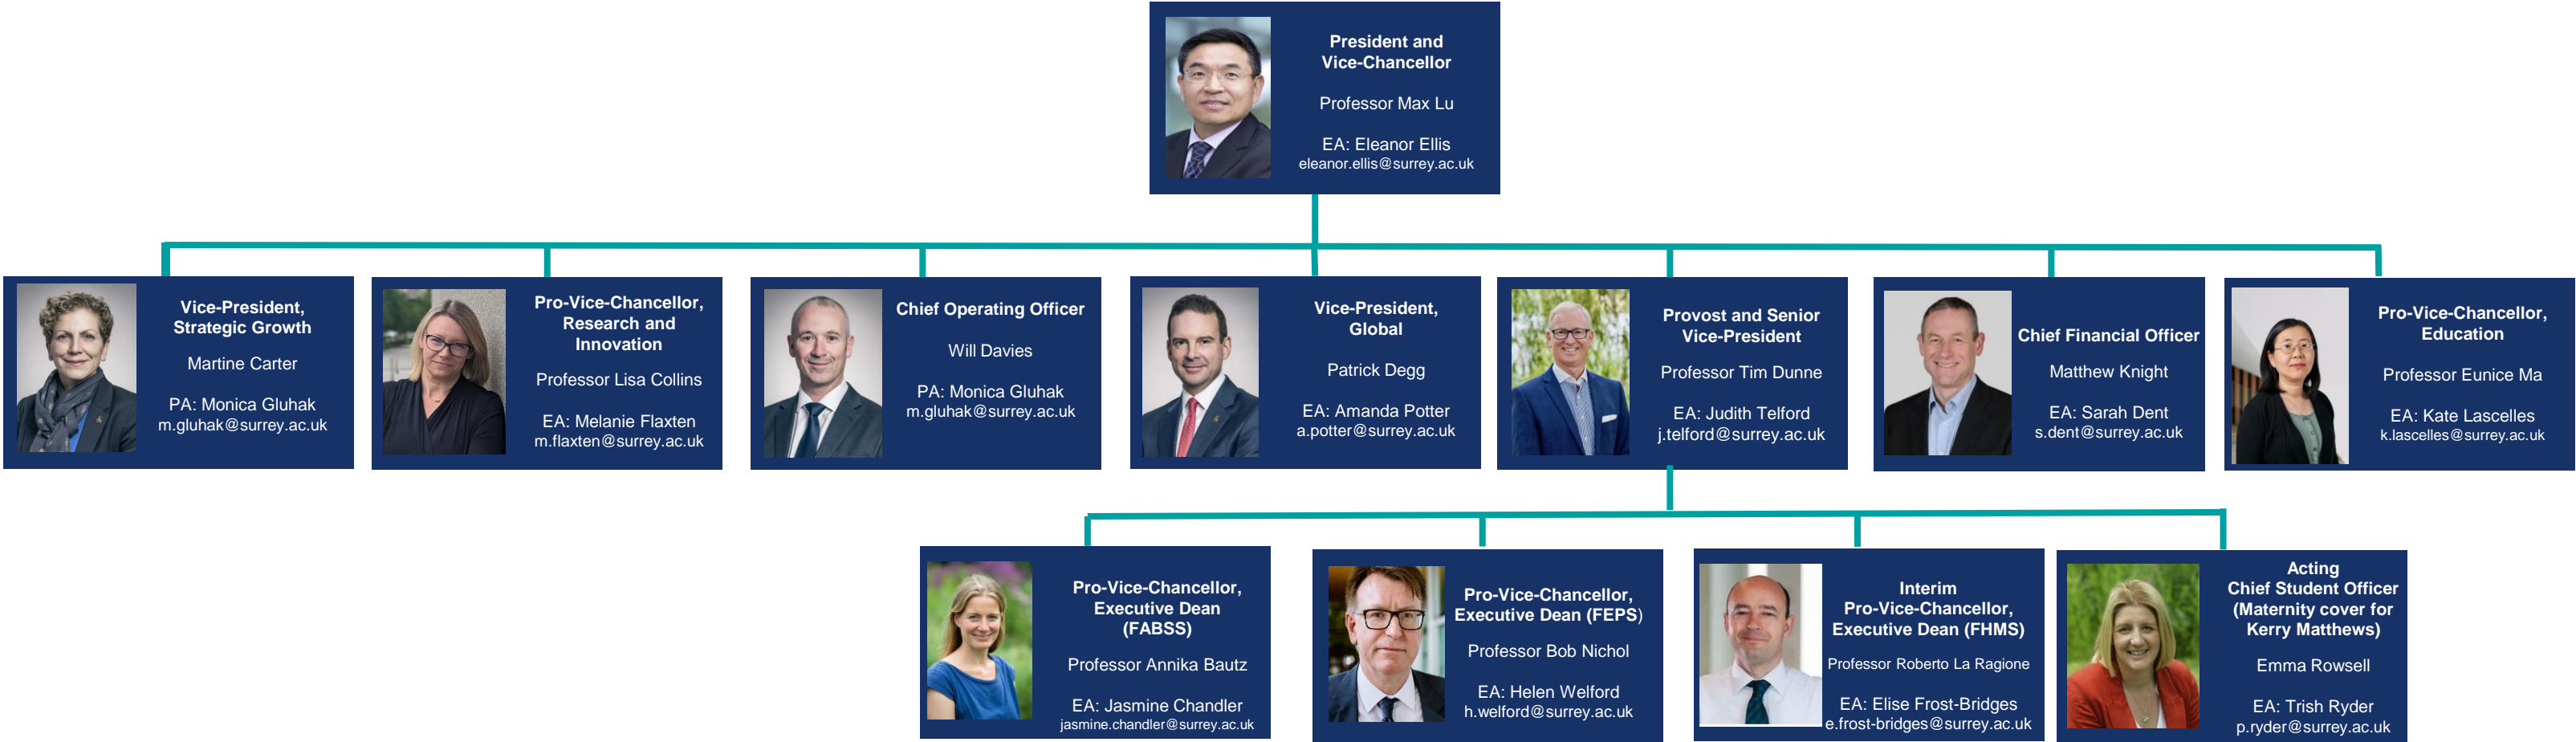 President and
Vice-Chancellor
Professor Max Lu
EA: Eleanor Ellis
eleanor.ellis@surrey.ac.uk
Vice-President,
Strategic Growth
Martine Carter
PA: Monica Gluhak
m.gluhak@surrey.ac.uk
Pro-Vice-Chancellor,
Research and
Innovation
Professor Lisa Collins
EA: Melanie Flaxten
m.flaxten@surrey.ac.uk
Chief Operating Officer
Will Davies
PA: Monica Gluhak
m.gluhak@surrey.ac.uk
Vice-President,
Global
Patrick Degg
EA: Amanda Potter
a.potter@surrey.ac.uk
Provost and Senior
Vice-President
Professor Tim Dunne
EA: Judith Telford
j.telford@surrey.ac.uk
Chief Financial Officer
Matthew Knight
EA: Sarah Dent
s.dent@surrey.ac.uk
Pro-Vice-Chancellor,
Education
Professor Eunice Ma
EA: Kate Lascelles
k.lascelles@surrey.ac.uk
Pro-Vice-Chancellor,
Executive Dean
(FABSS)
Professor Annika Bautz
EA: Jasmine Chandler
jasmine.chandler@surrey.ac.uk
Pro-Vice-Chancellor,
Executive Dean (FEPS)
Professor Bob Nichol
EA: Helen Welford
h.welford@surrey.ac.uk
Interim
Pro-Vice-Chancellor,
Executive Dean (FHMS)
Professor Roberto La Ragione
EA: Elise Frost-Bridges
e.frost-bridges@surrey.ac.uk
Acting
Chief Student Officer
(Maternity cover for
Kerry Matthews)
Emma Rowsell
EA: Trish Ryder
p.ryder@surrey.ac.uk